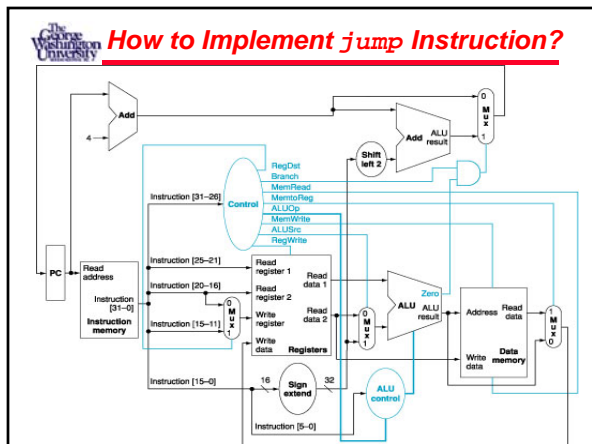 The
George
Washington
University
How to Implement jump Instruction?
0
M
u
x
1
Add
4
Add
ALU
result
Shift
left 2
RegDst
Branch
MemRead
MemtoReg
ALUOp
MemWrite
ALUSrc
RegWrite
Control
Instruction [31–26]
PC
Read
address
Instruction
[31–0]
Instruction
memory
Instruction [25–21]
Instruction [20–16]
Instruction [15–11]
0
M
u
x
1
Read
register 1
Read
register 2
Write
register
Write
data
Read
data 1
Read
data 2
Registers
0
M
u
x
1
Zero
ALU
ALU
result
Address
Read
data
Write
data
Data
memory
1
M
u
x
0
Instruction [15–0]
16
Sign
extend
32
ALU
control
Instruction [5–0]